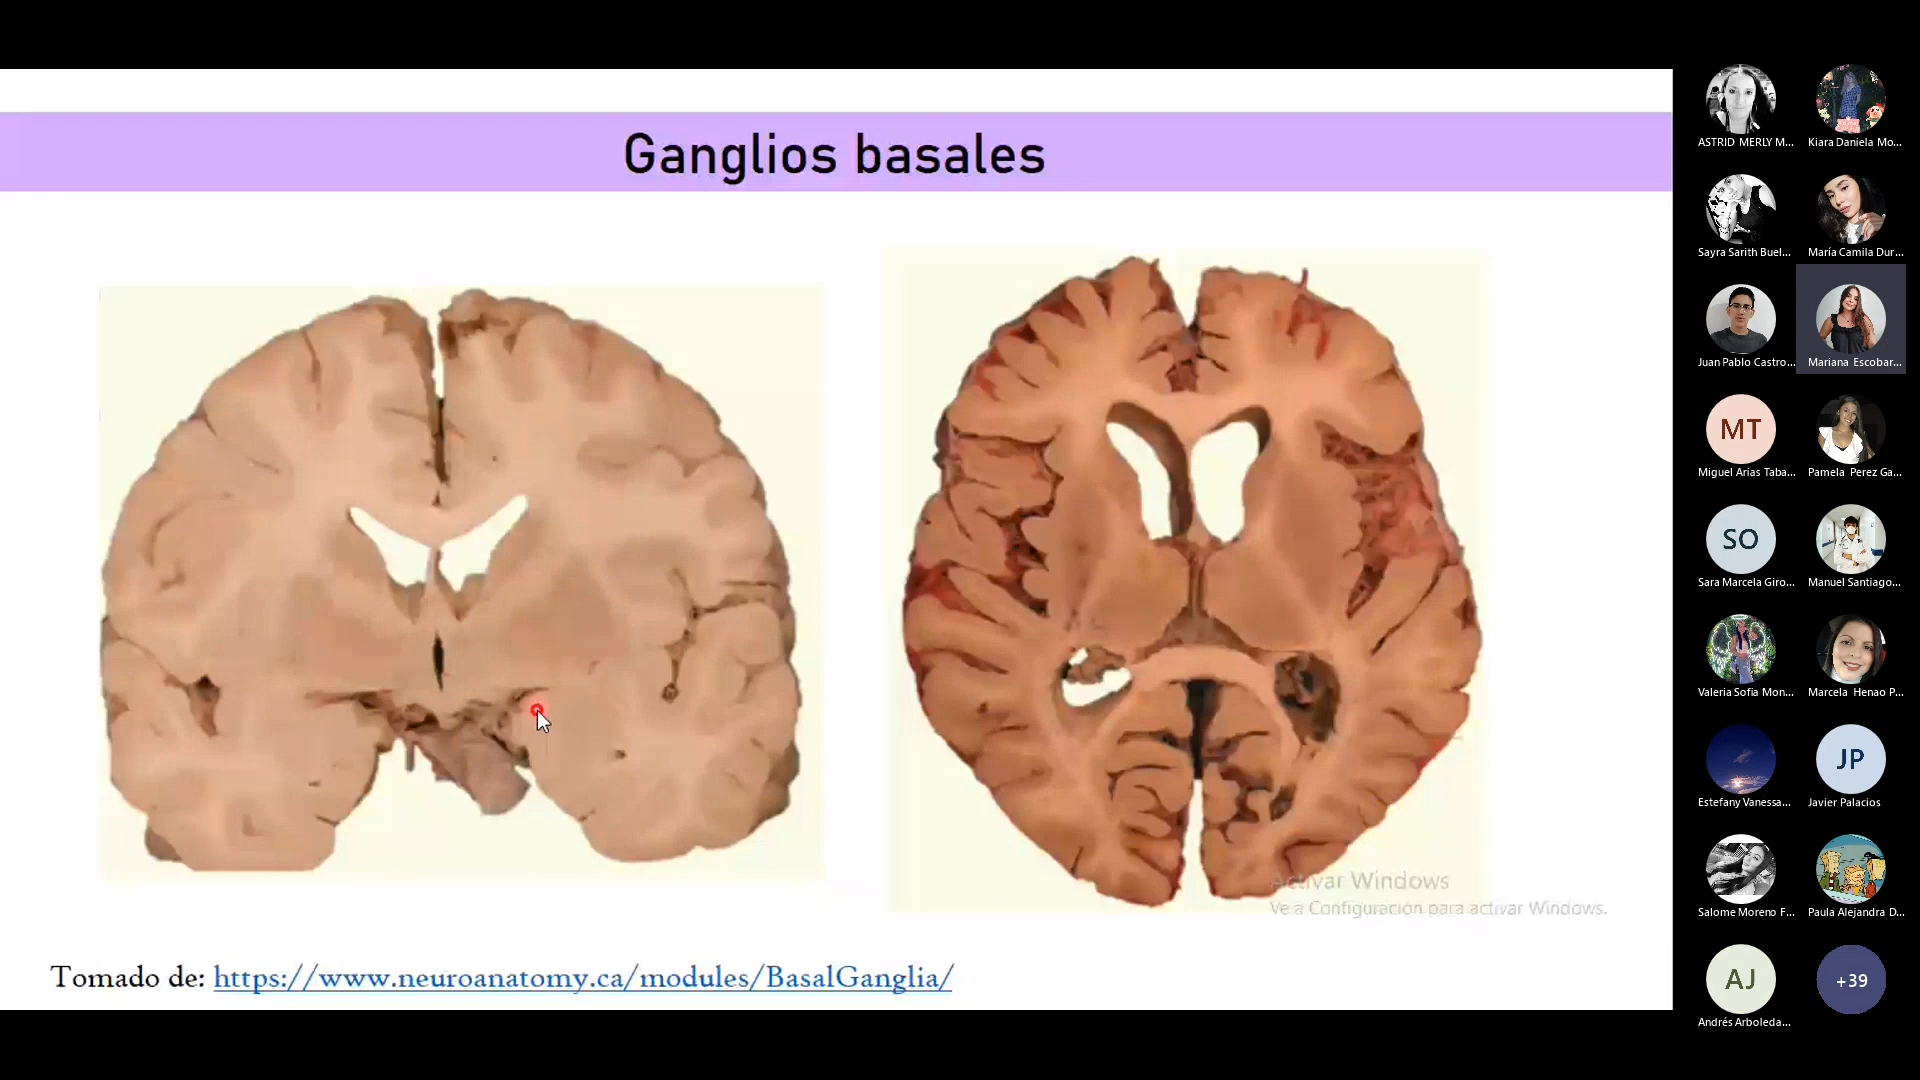 Ganglios basales
Activar Windows
Ve a Configuración para activar Windows.
Tomado de: https://www.neuroanatomy.ca/modules/BasalGanglia/
ASTRID MERLY M...
Kiara Daniela Mo...
Sayra Sarith Buel...
María Camila Dur...
Juan Pablo Castro...
Mariana Escobar...
MT
Miguel Arias Taba...
Pamela Perez Ga...
SO
Sara Marcela Giro...
Manuel Santiago...
Valeria Sofia Mon...
Marcela Henao P...
Estefany Vanessa...
JP
Javier Palacios
Salome Moreno F...
Paula Alejandra D...
AJ
Andrés Arboleda...
+39